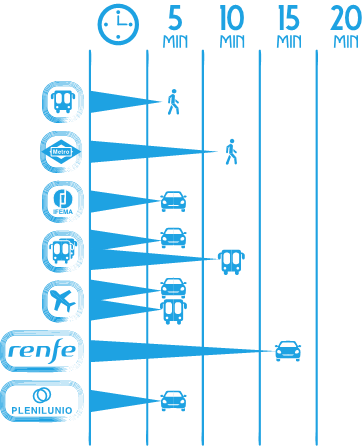 5 10 15 20
MIN MIN MIN MIN
Metro
IFEMA
renfe
PLENILUNIO